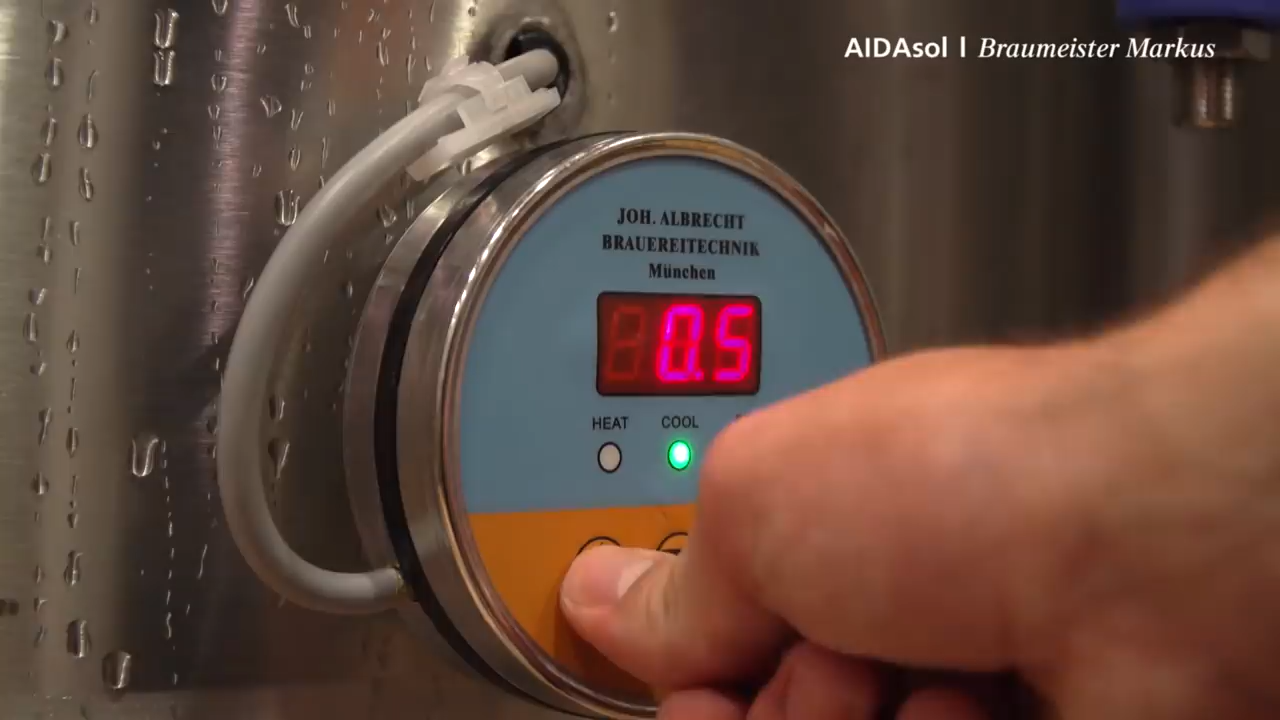 AIDAsol | Braumeister Markus
JOH. ALBRECHT
BRAUEREITECHNIK
München
0.5
HEAT COOL